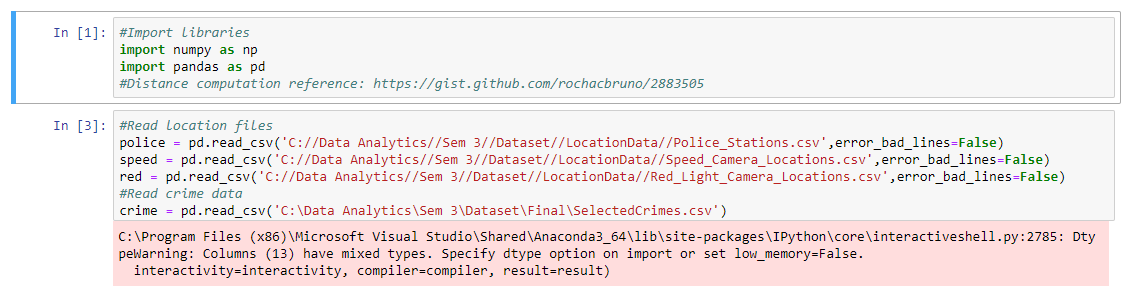 In [1]:
#Import libraries
import numpy as np
import pandas as pd
#Distance computation reference: https://gist.github.com/rochacbruno/2883505
In [3]:
#Read location files
police = pd.read_csv('C://Data Analytics//Sem 3//Dataset//LocationData//Police_Stations.csv',error_bad_lines=False)
speed = pd.read_csv('C://Data Analytics//Sem 3//Dataset//LocationData//Speed_Camera_Locations.csv',error_bad_lines=False)
red = pd.read_csv('C://Data Analytics//Sem 3//Dataset//LocationData//Red_Light_Camera_Locations.csv',error_bad_lines=False)
#Read crime data
crime = pd.read_csv('C:\Data Analytics\Sem 3\Dataset\Final\SelectedCrimes.csv')
C:\Program Files (x86)\Microsoft Visual Studio\Shared\Anaconda3_64\lib\site-packages\IPython\core\interactiveshell.py:2785: Dty
peWarning: Columns (13) have mixed types. Specify dtype option on import or set low_memory=False.
  interactivity=interactivity, compiler=compiler, result=result)